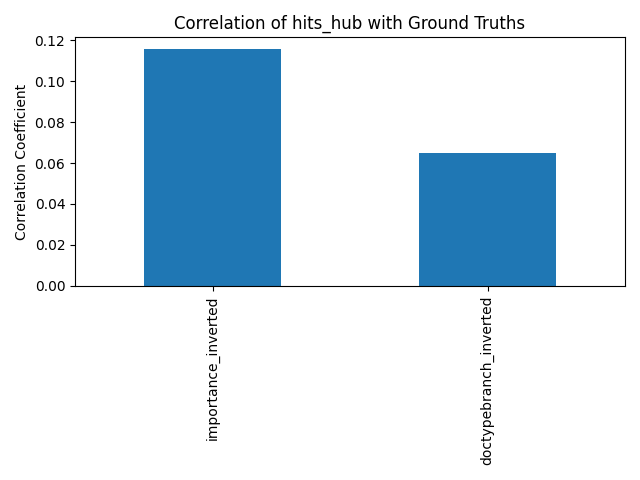 Correlation of hits_hub with Ground Truths
Correlation Coefficient
0.12
0.10
0.08
0.06
0.04
0.02
0.00
importance_inverted
doctypebranch_inverted